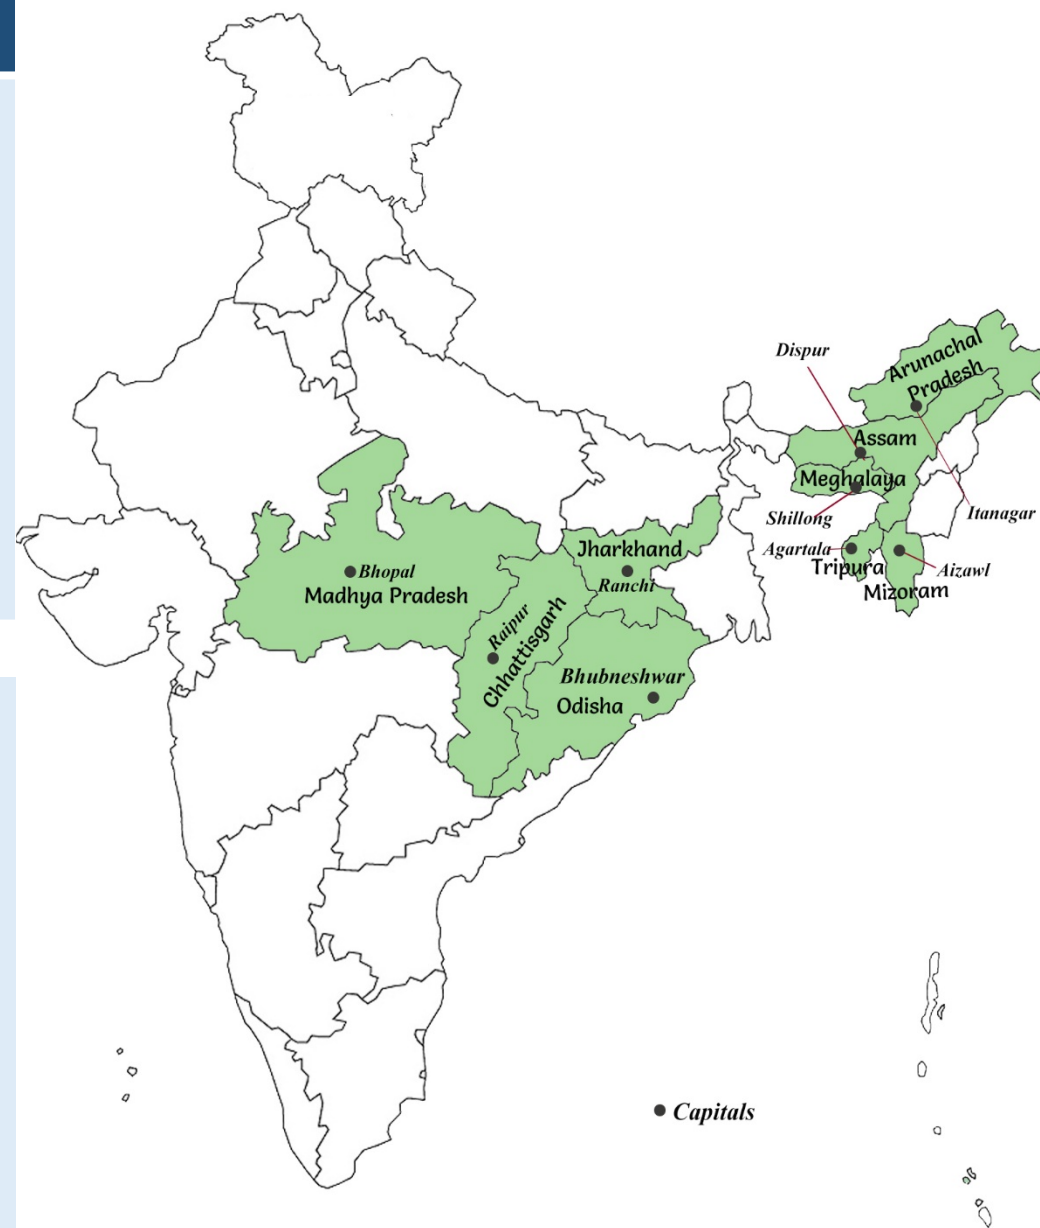 Dispur
Arunachal
Pradesh
Assam
Meghalaya
Shillong
Itanagar
Agartala
Tripura
Aizawl
Mizoram
Jharkhand
Ranchi
Bhopal
Madhya Pradesh
Raipur
Chhattisgarh
Bhubneshwar
Odisha
Capitals